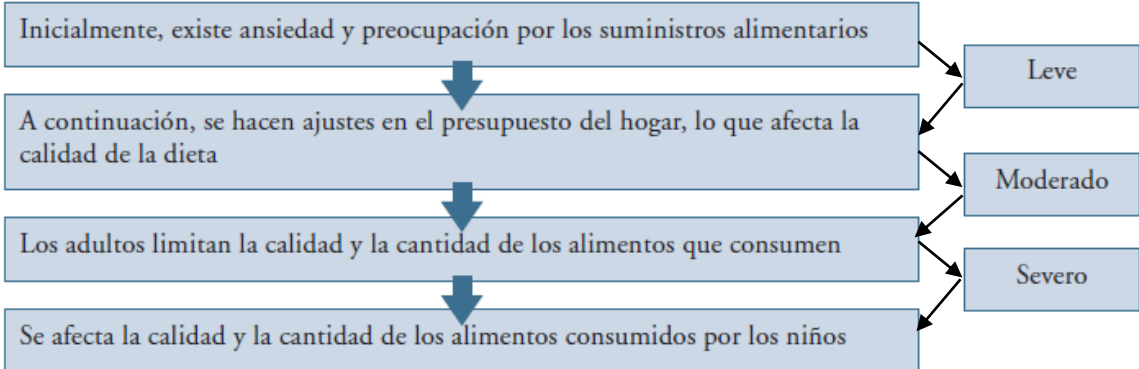 Inicialmente, existe ansiedad y preocupación por los suministros alimentarios
Leve
A continuación, se hacen ajustes en el presupuesto del hogar, lo que afecta la
calidad de la dieta
Moderado
Los adultos limitan la calidad y la cantidad de los alimentos que consumen
Severo
Se afecta la calidad y la cantidad de los alimentos consumidos por los niños